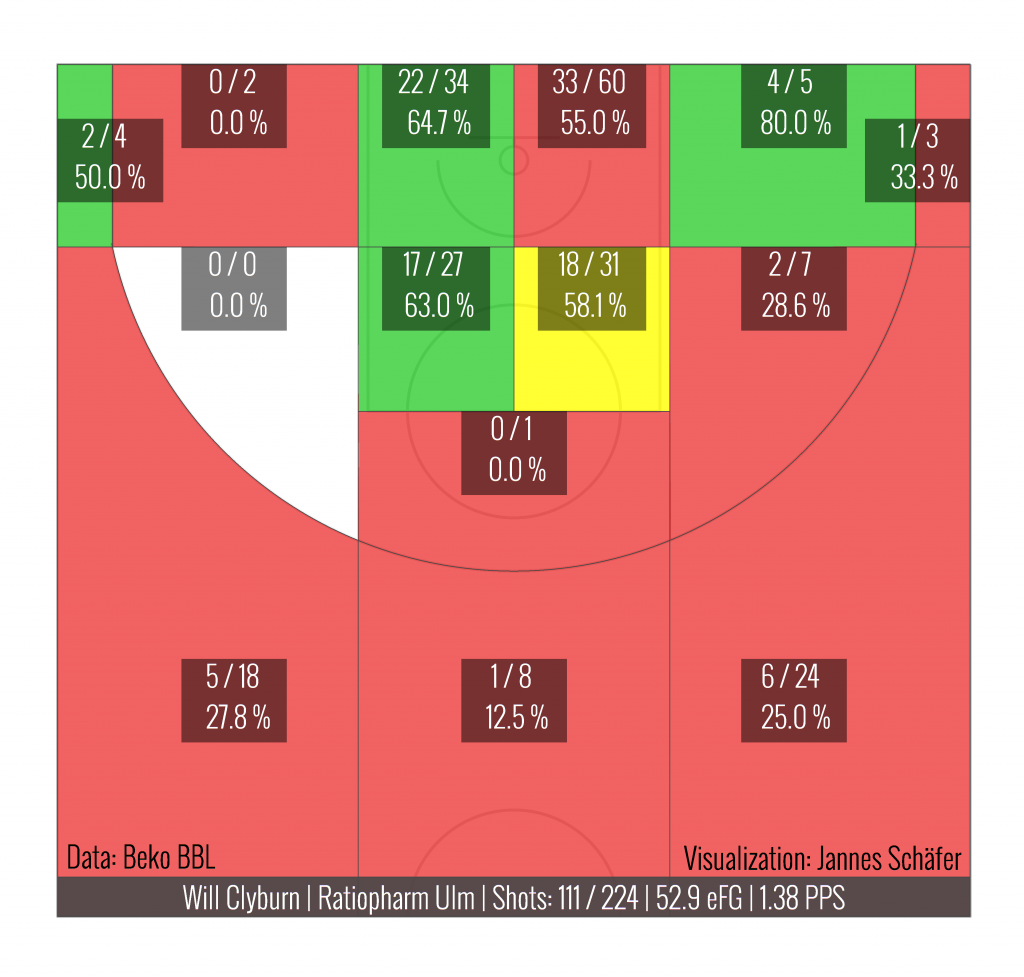 0 / 2
0.0 %
22 / 34
64.7 %
33 / 60
55.0 %
4 / 5
80.0 %
2 / 4
50.0 %
1 / 3
33.3 %
0 / 0
0.0 %
17 / 27
63.0 %
18 / 31
58.1 %
2 / 7
28.6 %
0 / 1
0.0 %
5 / 18
27.8 %
1 / 8
12.5 %
6 / 24
25.0 %
Data: Beko BBL
Visualization: Jannes Schäfer
Will Clyburn | Ratiopharm Ulm | Shots: 111 / 224 | 52.9 eFG | 1.38 PPS